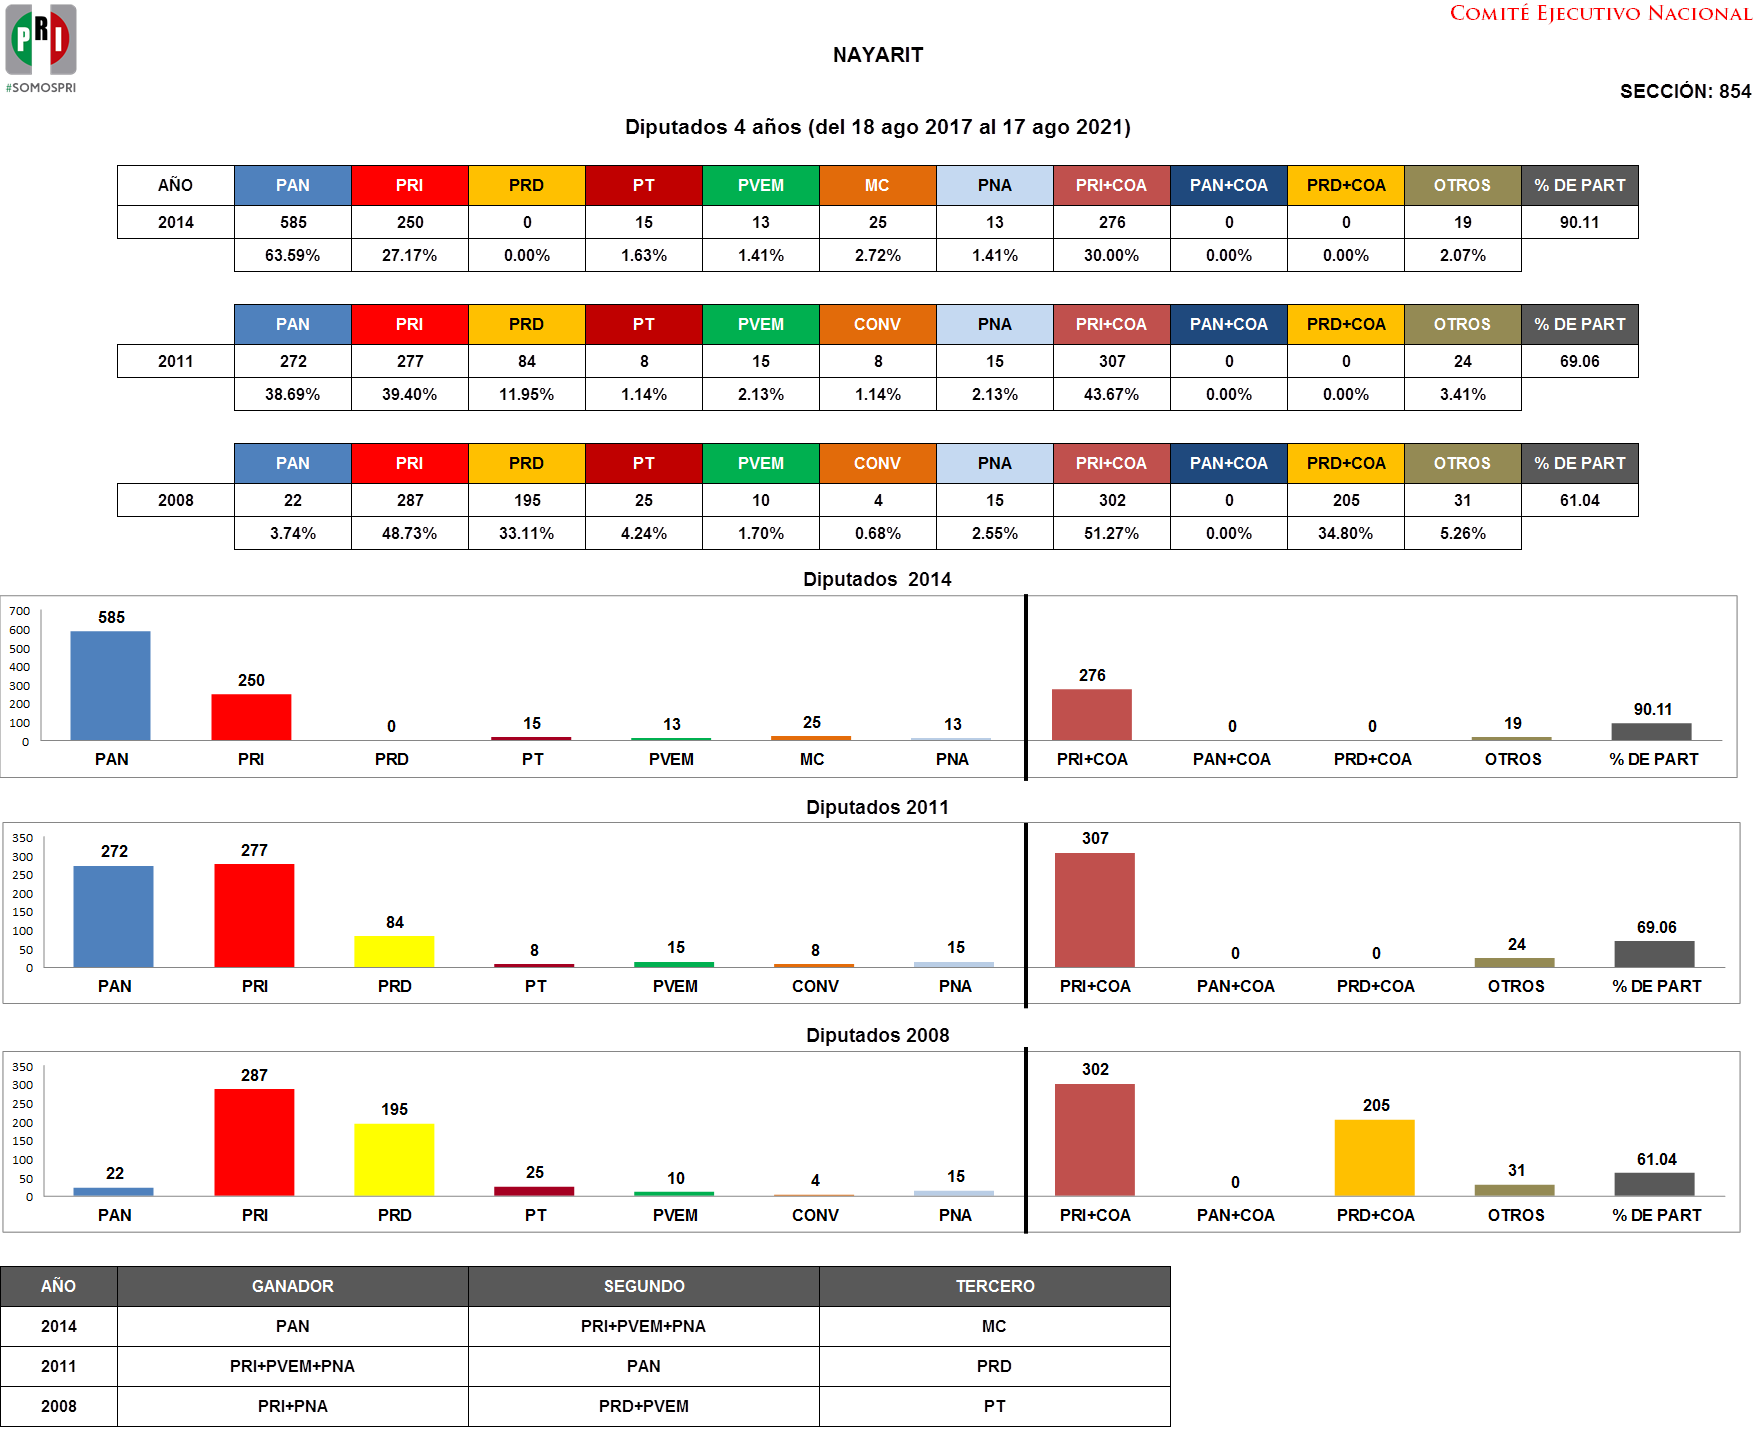 PRI
#SOMOSPRI
COMITÉ EJECUTIVO NACIONAL
NAYARIT
SECCIÓN: 854
Diputados 4 años (del 18 ago 2017 al 17 ago 2021)
AÑO PAN PRI PRD PT PVEM MC PNA PRI+COA PAN+COA PRD+COA OTROS % DE PART
2014 585 250 0 15 13 25 13 276 0 0 19 90.11
63.59% 27.17% 0.00% 1.63% 1.41% 2.72% 1.41% 30.00% 0.00% 0.00% 2.07%
PAN PRI PRD PT PVEM CONV PNA PRI+COA PAN+COA PRD+COA OTROS % DE PART
2011 272 277 84 8 15 8 15 307 0 0 24 69.06
38.69% 39.40% 11.95% 1.14% 2.13% 1.14% 2.13% 43.67% 0.00% 0.00% 3.41%
PAN PRI PRD PT PVEM CONV PNA PRI+COA PAN+COA PRD+COA OTROS % DE PART
2008 22 287 195 25 10 4 15 302 0 205 31 61.04
3.74% 48.73% 33.11% 4.24% 1.70% 0.68% 2.55% 51.27% 0.00% 34.80% 5.26%
Diputados 2014
700
600
500
400
300
200
100
0
585 250 0 15 13 25 13 276 0 0 19 90.11
PAN PRI PRD PT PVEM MC PNA PRI+COA PAN+COA PRD+COA OTROS % DE PART
Diputados 2011
350
300
250
200
150
100
50
0
272 277 84 8 15 8 15 307 0 0 24 69.06
PAN PRI PRD PT PVEM CONV PNA PRI+COA PAN+COA PRD+COA OTROS % DE PART
Diputados 2008
350
300
250
200
150
100
50
0
22 287 195 25 10 4 15 302 0 205 31 61.04
PAN PRI PRD PT PVEM CONV PNA PRI+COA PAN+COA PRD+COA OTROS % DE PART
AÑO GANADOR SEGUNDO TERCERO
2014 PAN PRI+PVEM+PNA MC
2011 PRI+PVEM+PNA PAN PRD
2008 PRI+PNA PRD+PVEM PT